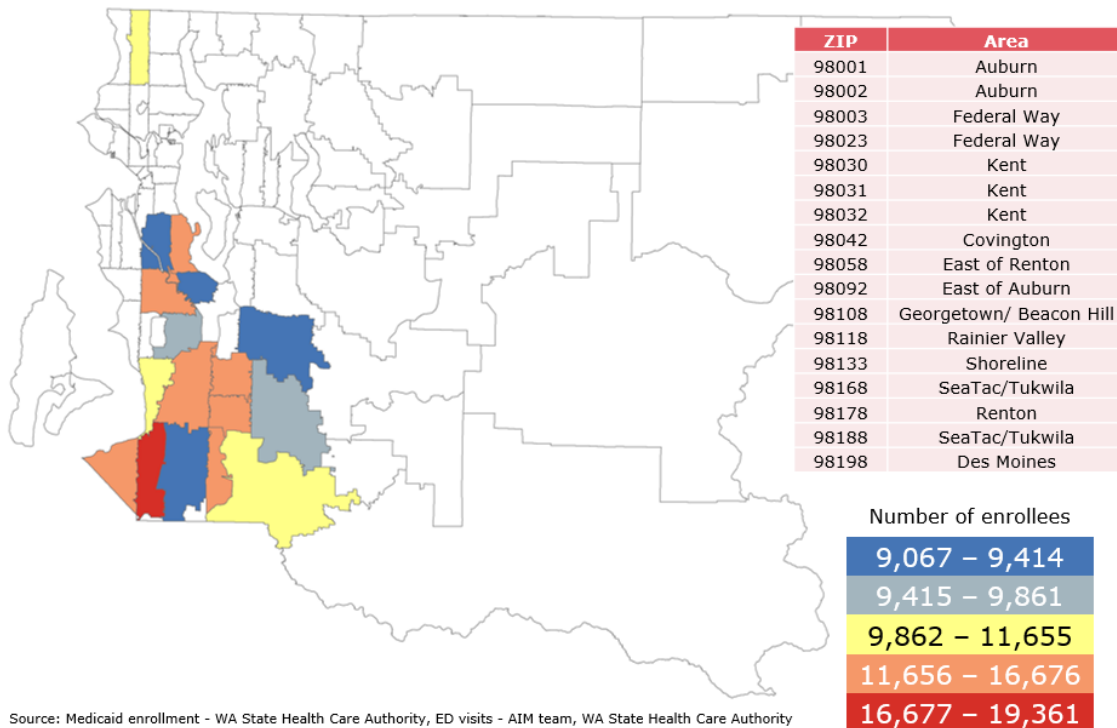 ZIP Area
98001 Auburn
98002 Auburn
98003 Federal Way
98023 Federal Way
98030 Kent
98031 Kent
98032 Kent
98042 Covington
98058 East of Renton
98092 East of Auburn
98108 Georgetown/ Beacon Hill
98118 Rainier Valley
98133 Shoreline
98168 SeaTac/Tukwila
98178 Renton
98188 SeaTac/Tukwila
98198 Des Moines
Number of enrollees
9,067 – 9,414
9,415 – 9,861
9,862 – 11,655
11,656 – 16,676
16,677 – 19,361
Source: Medicaid enrollment - WA State Health Care Authority, ED visits - AIM team, WA State Health Care Authority